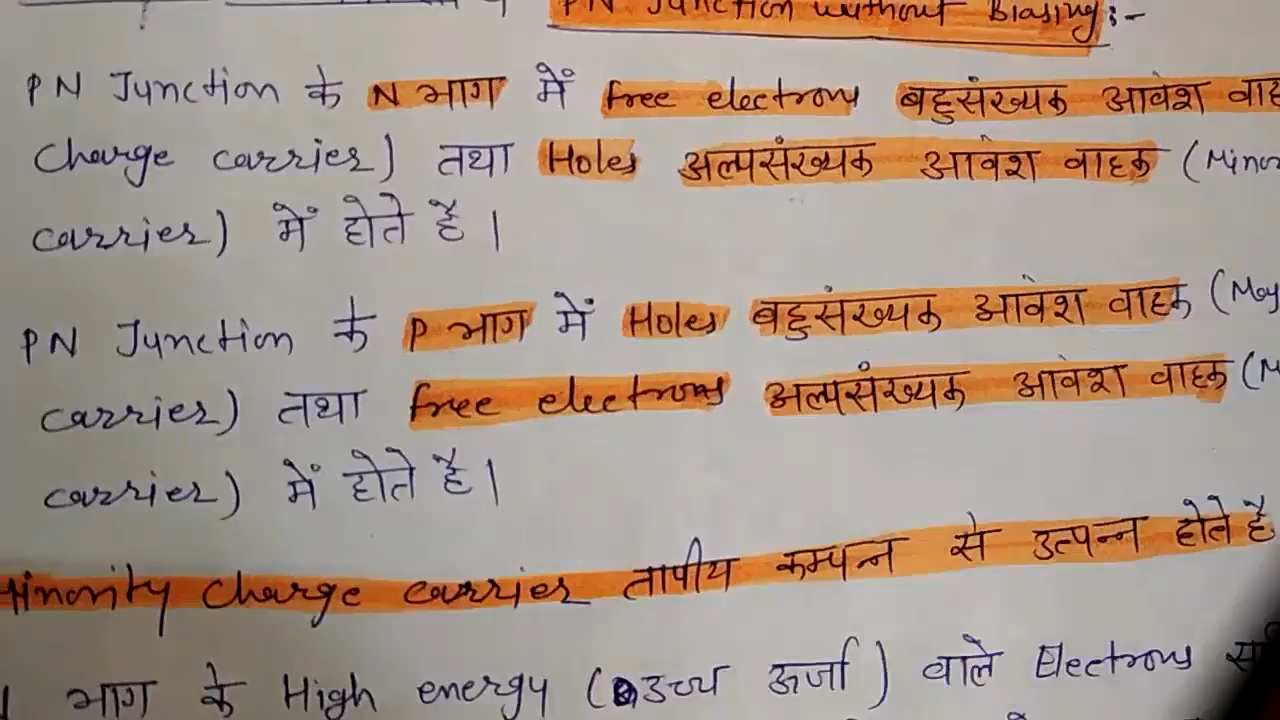 PN Junction without Biasing:-
PN Junction के N भाग में free electrons बहुसंख्यक आवेश वाह
Charge carrier) तथा Holes अल्पसंख्यक आवेश वाहक (Minor
carrier) में होते है।
PN Junction के P भाग में Holes बहुसंख्यक आवेश वाहक (Maj
carrier) तथा free electrons अल्पसंख्यक आवेश वाहक (M
carrier) में होते है।
Minority Charge carrier तापीय कम्पन्न से उत्पन्न होते है
भाग के High energy (उच्च ऊर्जा) वाले Electrons